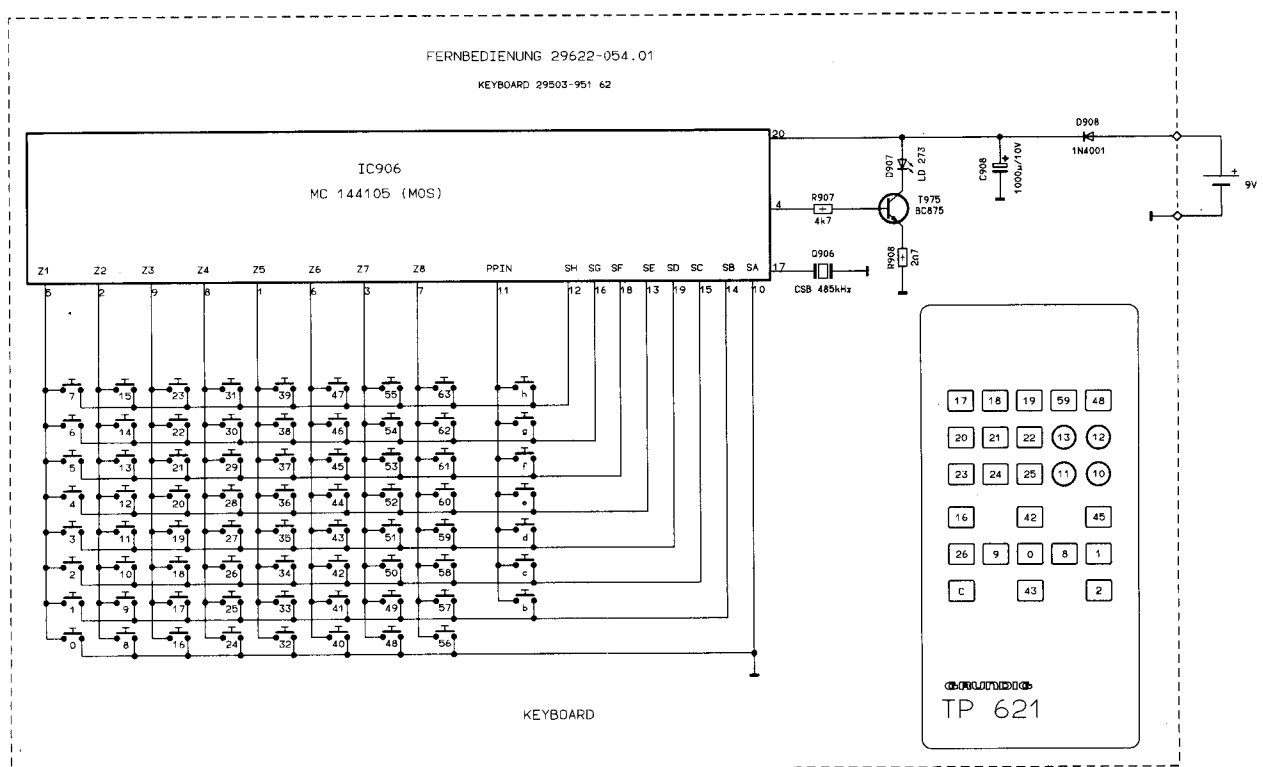 FERNBEDIENUNG 29622-054.01
KEYBOARD 29503-951 62
IC906
MC 144105 (MOS)
20
4
17
D908
1N4001
D907
LD 273
C908
1000µ/10V
+
+
9V
R907
4k7
T975
BC875
R908
2Ω7
Q906
CSB 485kHz
Z1 Z2 Z3 Z4 Z5 Z6 Z7 Z8 PPIN SH SG SF SE SD SC SB SA
5 2 9 8 1 6 3 7 11 12 16 18 13 19 15 14 10
7 15 23 31 39 47 55 63 h
6 14 22 30 38 46 54 62 g
5 13 21 29 37 45 53 61 f
4 12 20 28 36 44 52 60 e
3 11 19 27 35 43 51 59 d
2 10 18 26 34 42 50 58 c
1 9 17 25 33 41 49 57 b
0 8 16 24 32 40 48 56
KEYBOARD
17 18 19 59 48
20 21 22 13 12
23 24 25 11 10
16 42 45
26 9 0 8 1
C 43 2
GRUNDIG
TP 621